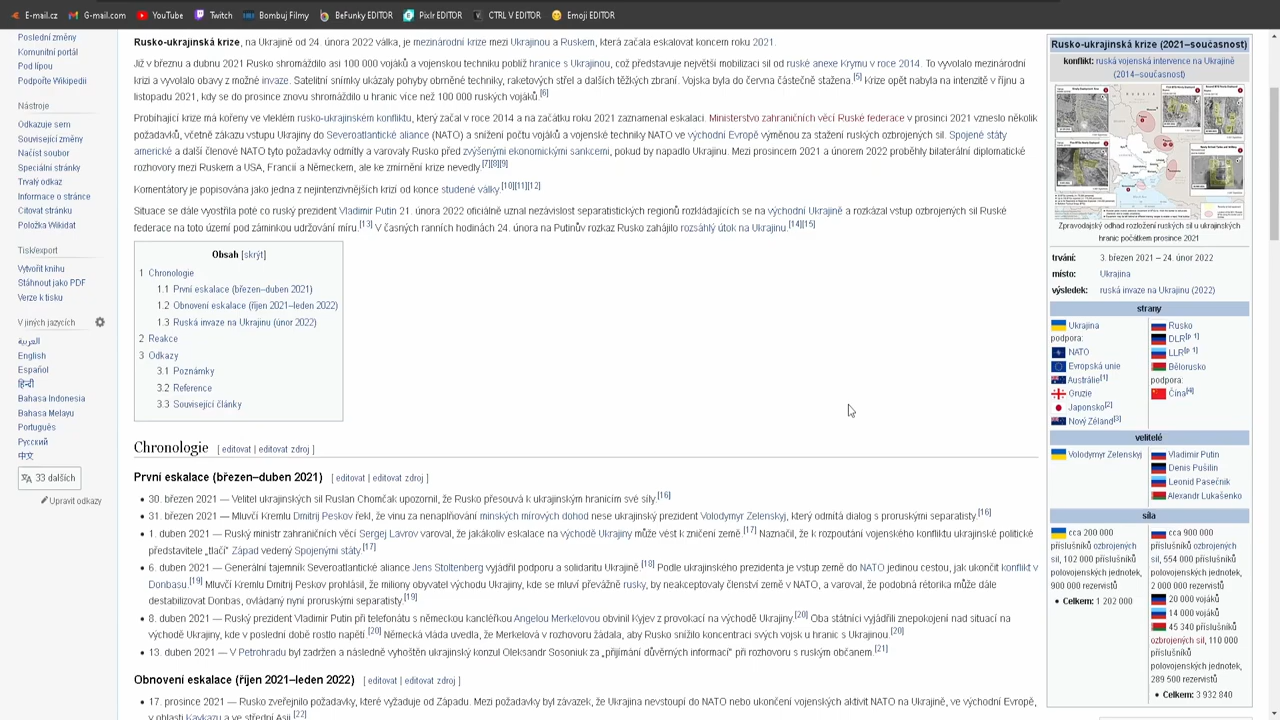 E-mail.cz G-mail.com YouTube Twitch Bombuj Filmy BeFunky EDITOR Pixlr EDITOR CTRL V EDITOR Emoji EDITOR
Poslední změny
Komunitní portál
Pod lípou
Podpořte Wikipedii
Nástroje
Odkazuje sem
Související změny
Načíst soubor
Speciální stránky
Trvalý odkaz
Informace o stránce
Citovat stránku
Položka Wikidat
Tisk/export
Vytvořit knihu
Stáhnout jako PDF
Verze k tisku
V jiných jazycích
العربية
English
Español
हिन्दी
Bahasa Indonesia
Bahasa Melayu
Português
Русский
中文
33 dalších
Upravit odkazy
Rusko-ukrajinská krize, na Ukrajině od 24. února 2022 válka, je mezinárodní krize mezi Ukrajinou a Ruskem, která začala eskalovat koncem roku 2021.
Již v březnu a dubnu 2021 Rusko shromáždilo asi 100 000 vojáků a vojenskou techniku poblíž hranice s Ukrajinou, což představuje největší mobilizaci sil od ruské anexe Krymu v roce 2014. To vyvolalo mezinárodní
krizi a vyvolalo obavy z možné invaze. Satelitní snímky ukázaly pohyby obrněné techniky, raketových střel a dalších těžkých zbraní. Vojska byla do června částečně stažena.[5] Krize opět nabyla na intenzitě v říjnu a
listopadu 2021, kdy se do prosince znovu shromáždilo u hranic více než 100 000 ruských vojáků.[6]
Probíhající krize má kořeny ve vleklém rusko-ukrajinském konfliktu, který začal v roce 2014 a na začátku roku 2021 zaznamenal eskalaci. Ministerstvo zahraničních věcí Ruské federace v prosinci 2021 vzneslo několik
požadavků, včetně zákazu vstupu Ukrajiny do Severoatlantické aliance (NATO) a snížení počtu vojáků a vojenské techniky NATO ve východní Evropě výměnou za stažení ruských ozbrojených sil. Spojené státy
americké a další členové NATO tyto požadavky odmítly a varovaly Rusko před zvýšenými ekonomickými sankcemi, pokud by napadlo Ukrajinu. Mezi prosincem 2021 a únorem 2022 proběhly bilaterální diplomatické
rozhovory mezi Ruskem a USA, Francií a Německem, ale ke zmírnění krize nevedly.[7][8][9]
Komentátory je popisována jako jedna z nejintenzivnějších krizí od konce studené války.[10][11][12]
Situace se dále vyostřila poté co ruský prezident Vladimir Putin 21. února 2022 oficiálně uznal nezávislost separatistických regionů rozkládajících se na východní Ukrajině a rozkázal vstup ozbrojených sil Ruské
federace na toto území pod záminkou udržování míru. V časných ranních hodinách 24. února na Putinův rozkaz Rusko zahájilo rozsáhlý útok na Ukrajinu.[14][15]
Obsah [skrýt]
1 Chronologie
1.1 První eskalace (březen–duben 2021)
1.2 Obnovení eskalace (říjen 2021–leden 2022)
1.3 Ruská invaze na Ukrajinu (únor 2022)
2 Reakce
3 Odkazy
3.1 Poznámky
3.2 Reference
3.3 Související články
Chronologie [ editovat | editovat zdroj ]
První eskalace (březen–duben 2021) [ editovat | editovat zdroj ]
• 30. březen 2021 — Velitel ukrajinských sil Ruslan Chomčak upozornil, že Rusko přesouvá k ukrajinským hranicím své síly.[16]
• 31. březen 2021 — Mluvčí Kremlu Dmitrij Peskov řekl, že vinu za nenaplňování minských mírových dohod nese ukrajinský prezident Volodymyr Zelenskyj, který odmítá dialog s proruskými separatisty.[16]
• 1. duben 2021 — Ruský ministr zahraničních věcí Sergej Lavrov varoval, že jakákoliv eskalace na východě Ukrajiny může vést k zničení země.[17] Naznačil, že k rozpoutání vojenského konfliktu ukrajinské politické
představitele „tlačí" Západ vedený Spojenými státy.[17]
• 6. duben 2021 — Generální tajemník Severoatlantické aliance Jens Stoltenberg vyjádřil podporu a solidaritu Ukrajině.[18] Podle ukrajinského prezidenta je vstup země do NATO jedinou cestou, jak ukončit konflikt v
Donbasu.[19] Mluvčí Kremlu Dmitrij Peskov prohlásil, že miliony obyvatel východu Ukrajiny, kde se mluví převážně rusky, by neakceptovaly členství země v NATO, a varoval, že podobná rétorika může dále
destabilizovat Donbas, ovládaný nyní proruskými separatisty.[19]
• 8. duben 2021 — Ruský prezident Vladimir Putin při telefonátu s německou kancléřkou Angelou Merkelovou obvinil Kyjev z provokací na východě Ukrajiny.[20] Oba státníci vyjádřili znepokojení nad situací na
východě Ukrajiny, kde v poslední době rostlo napětí.[20] Německá vláda uvedla, že Merkelová v rozhovoru žádala, aby Rusko snížilo koncentraci svých vojsk u hranic s Ukrajinou.[20]
• 13. duben 2021 — V Petrohradu byl zadržen a následně vyhoštěn ukrajinský konzul Oleksandr Sosoniuk za „přijímání důvěrných informací" při rozhovoru s ruským občanem.[21]
Obnovení eskalace (říjen 2021–leden 2022) [ editovat | editovat zdroj ]
• 17. prosince 2021 — Rusko zveřejnilo požadavky, které vyžaduje od Západu. Mezi požadavky byl závazek, že Ukrajina nevstoupí do NATO nebo ukončení vojenských aktivit NATO na Ukrajině, ve východní Evropě,
v oblasti Kavkazu a ve střední Asii.[22]
Rusko-ukrajinská krize (2021–současnost)
konflikt: ruská vojenská intervence na Ukrajině
(2014–současnost)
Zpravodajský odhad rozložení ruských sil u ukrajinských
hranic počátkem prosince 2021
trvání: 3. březen 2021 – 24. únor 2022
místo: Ukrajina
výsledek: ruská invaze na Ukrajinu (2022)
strany
Ukrajina
podpora:
NATO
Evropská unie
Austrálie[1]
Gruzie
Japonsko[2]
Nový Zéland[3]
Rusko
DLR[p 1]
LLR[p 1]
Bělorusko
podpora:
Čína[4]
velitelé
Volodymyr Zelenskyj
Vladimir Putin
Denis Pušilin
Leonid Pasečnik
Alexandr Lukašenko
síla
cca 200 000
příslušníků ozbrojených
sil, 102 000 příslušníků
polovojenských jednotek,
900 000 rezervistů
• Celkem: 1 202 000
cca 900 000
příslušníků ozbrojených
sil, 554 000 příslušníků
polovojenských jednotek,
2 000 000 rezervistů
20 000 vojáků
14 000 vojáků
45 340 příslušníků
ozbrojených sil, 110 000
příslušníků
polovojenských jednotek,
289 500 rezervistů
• Celkem: 3 932 840